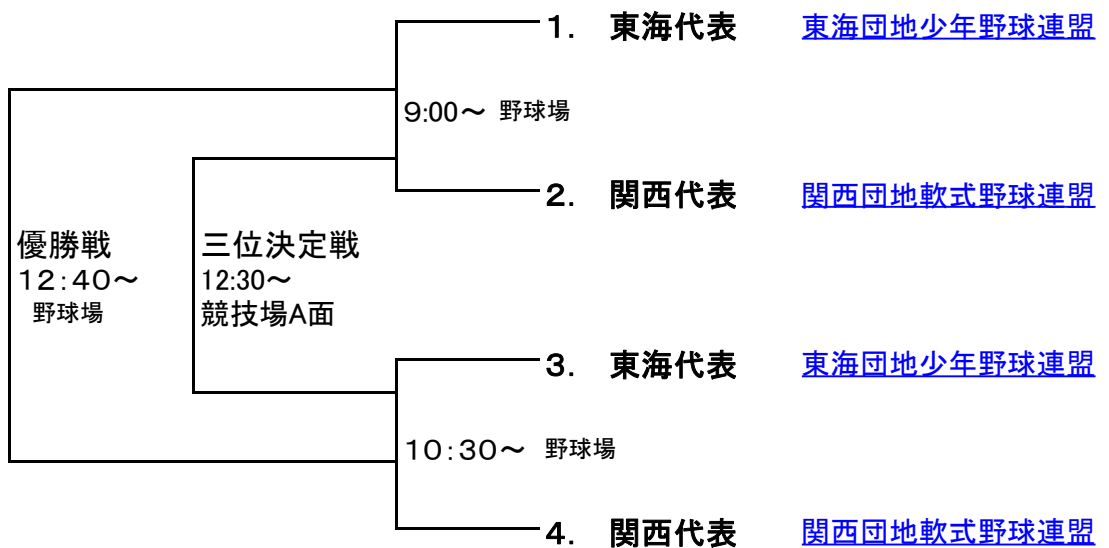 １． 東海代表 東海団地少年野球連盟
９:00～ 野球場
２． 関西代表 関西団地軟式野球連盟
優勝戦
１２：４０～
野球場
三位決定戦
12:30～
競技場A面
３． 東海代表 東海団地少年野球連盟
１０：３０～ 野球場
４． 関西代表 関西団地軟式野球連盟